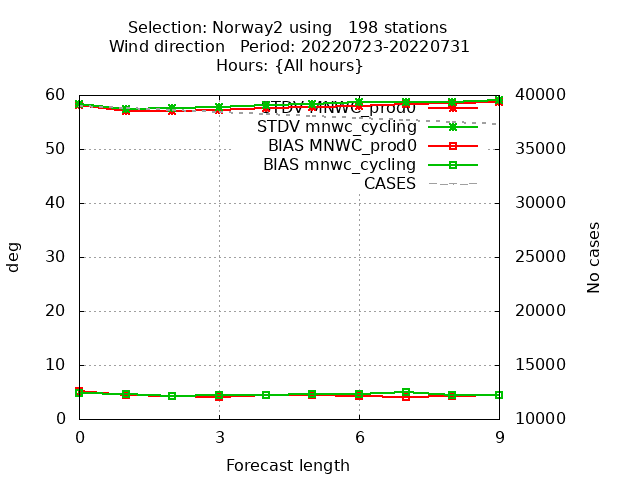 Selection: Norway2 using   198 stations
Wind direction   Period: 20220723-20220731
Hours: {All hours}
60
50
40
30
20
10
0
deg
40000
35000
30000
25000
20000
15000
10000
No cases
STDV MNWC_prod0
STDV mnwc_cycling
BIAS MNWC_prod0
BIAS mnwc_cycling
CASES
0 3 6 9
Forecast length